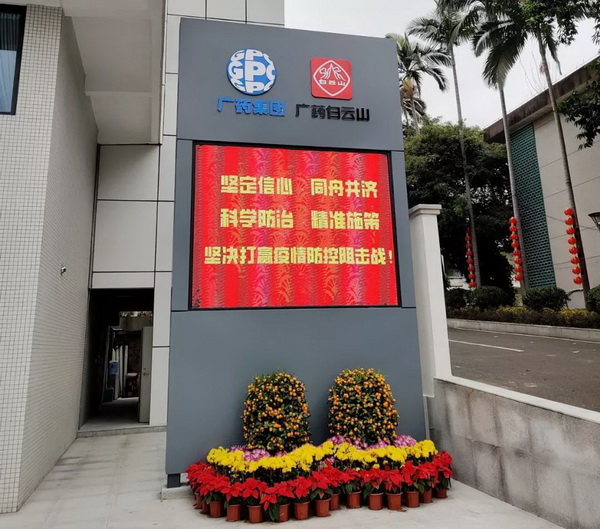 GPC
广药集团
白云山
广药白云山
坚定信心 同舟共济
科学防治 精准施策
坚决打赢疫情防控阻击战!